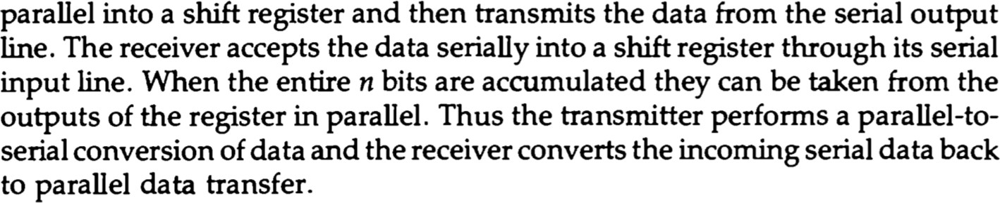 parallel into a shift register and then transmits the data from the serial output
line. The receiver accepts the data serially into a shift register through its serial
input line. When the entire n bits are accumulated they can be taken from the
outputs of the register in parallel. Thus the transmitter performs a parallel-to-
serial conversion of data and the receiver converts the incoming serial data back
to parallel data transfer.